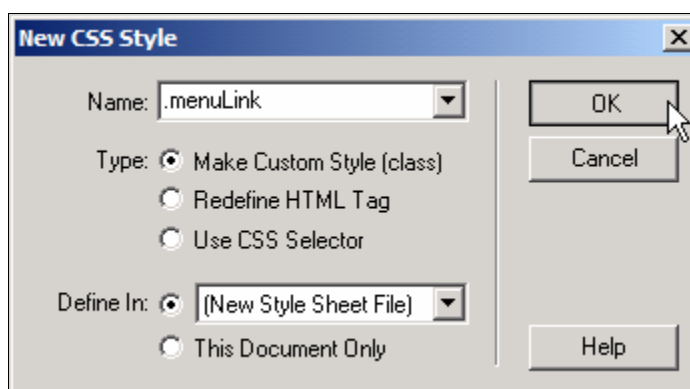 New CSS Style
Name: .menuLink
OK
Type: Make Custom Style (class)
Cancel
Redefine HTML Tag
Use CSS Selector
Define In: (New Style Sheet File)
This Document Only
Help